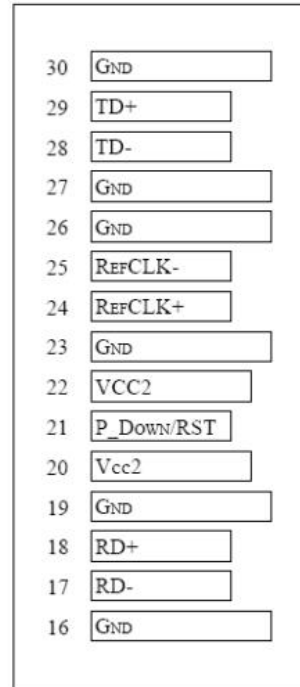 30 GND
29 TD+
28 TD-
27 GND
26 GND
25 REFCLK-
24 REFCLK+
23 GND
22 VCC2
21 P_DOWN/RST
20 Vcc2
19 GND
18 RD+
17 RD-
16 GND